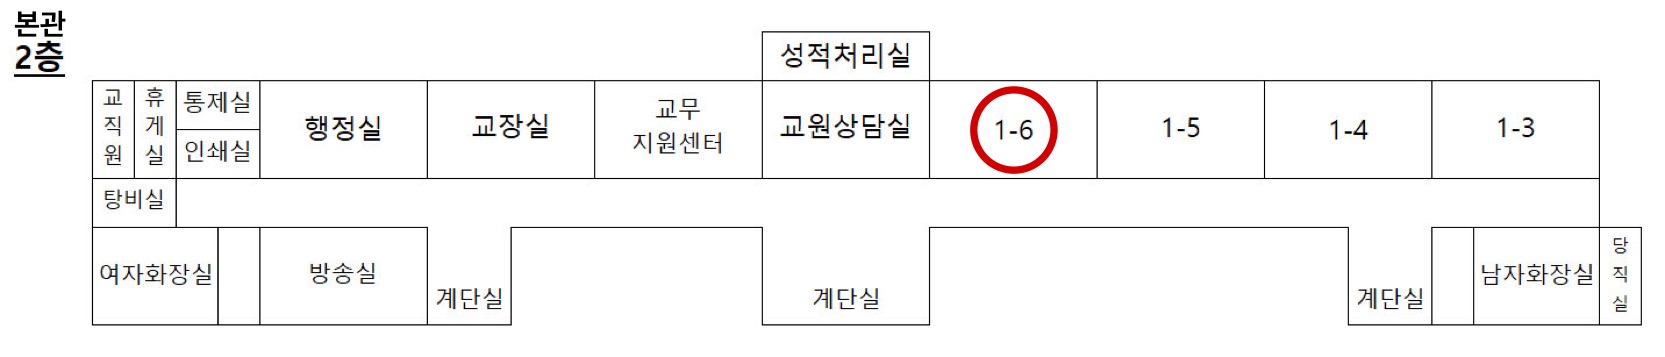 본관
2층
성적처리실
교직원
휴게실
통제실
인쇄실
행정실
교장실
교무
지원센터
교원상담실
1-6
1-5
1-4
1-3
탕비실
여자화장실
방송실
계단실
계단실
계단실
남자화장실
당직실